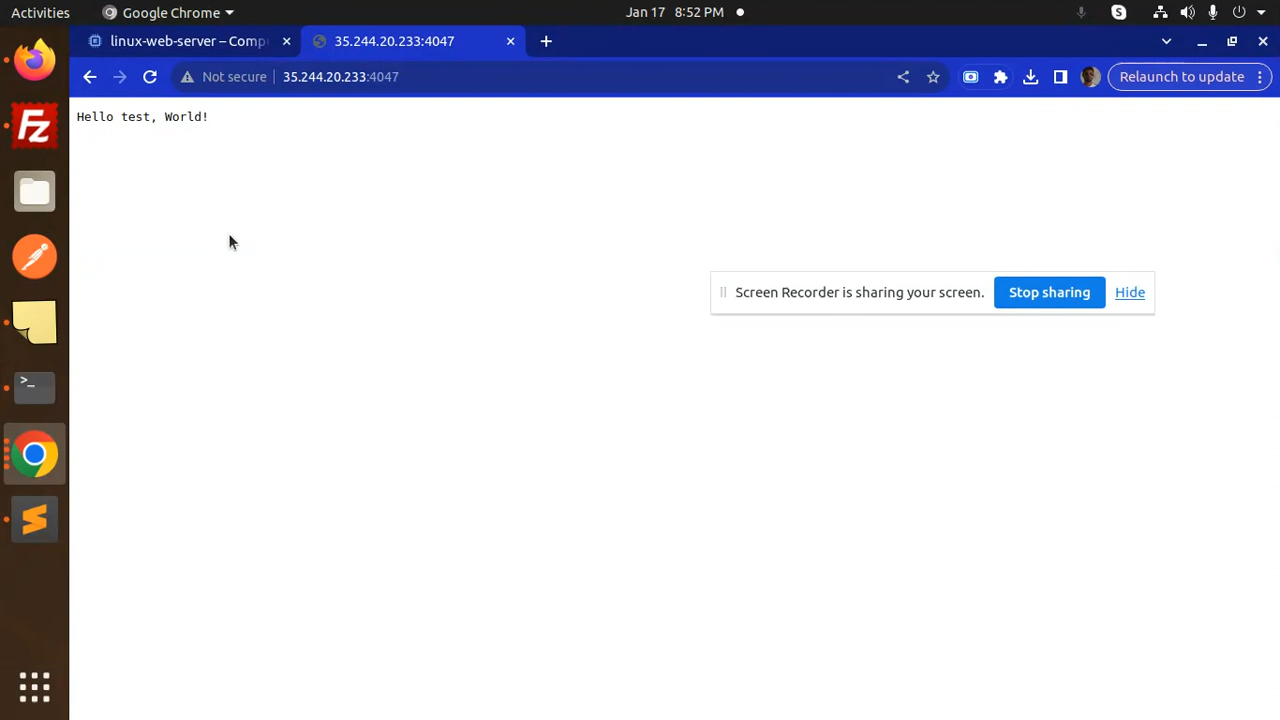 Activities
Google Chrome
Jan 17 8:52 PM
linux-web-server – Comp
35.244.20.233:4047
Not secure
35.244.20.233:4047
Relaunch to update
Hello test, World!
Screen Recorder is sharing your screen.
Stop sharing
Hide